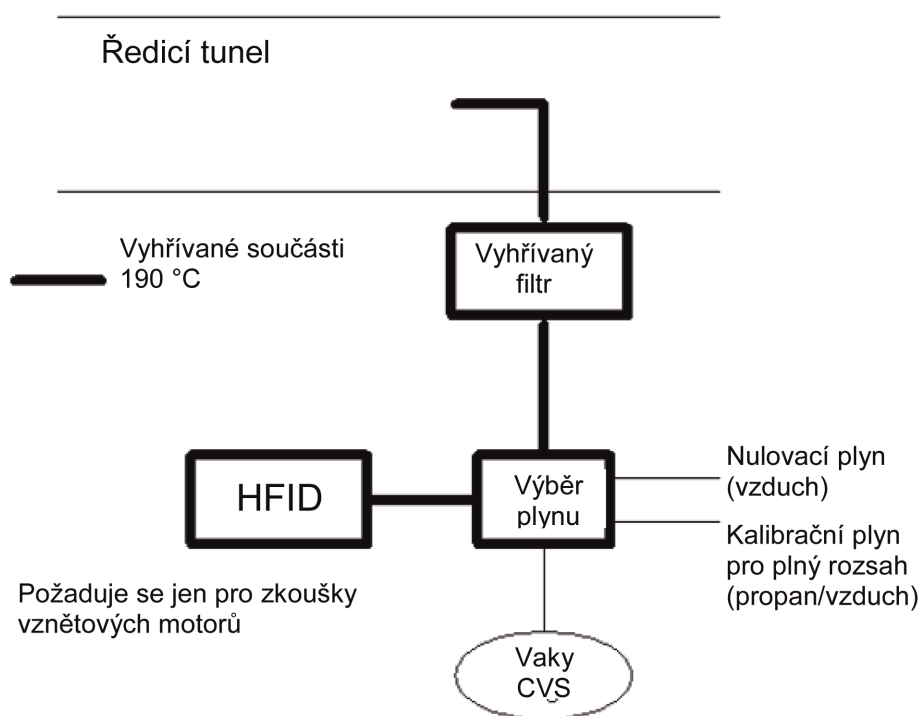 Ředicí tunel
Vyhřívané součásti
190 °C
Vyhřívaný
filtr
HFID
Výběr
plynu
Nulovací plyn
(vzduch)
Kalibrační plyn
pro plný rozsah
(propan/vzduch)
Požaduje se jen pro zkoušky
vznětových motorů
Vaky
CVS